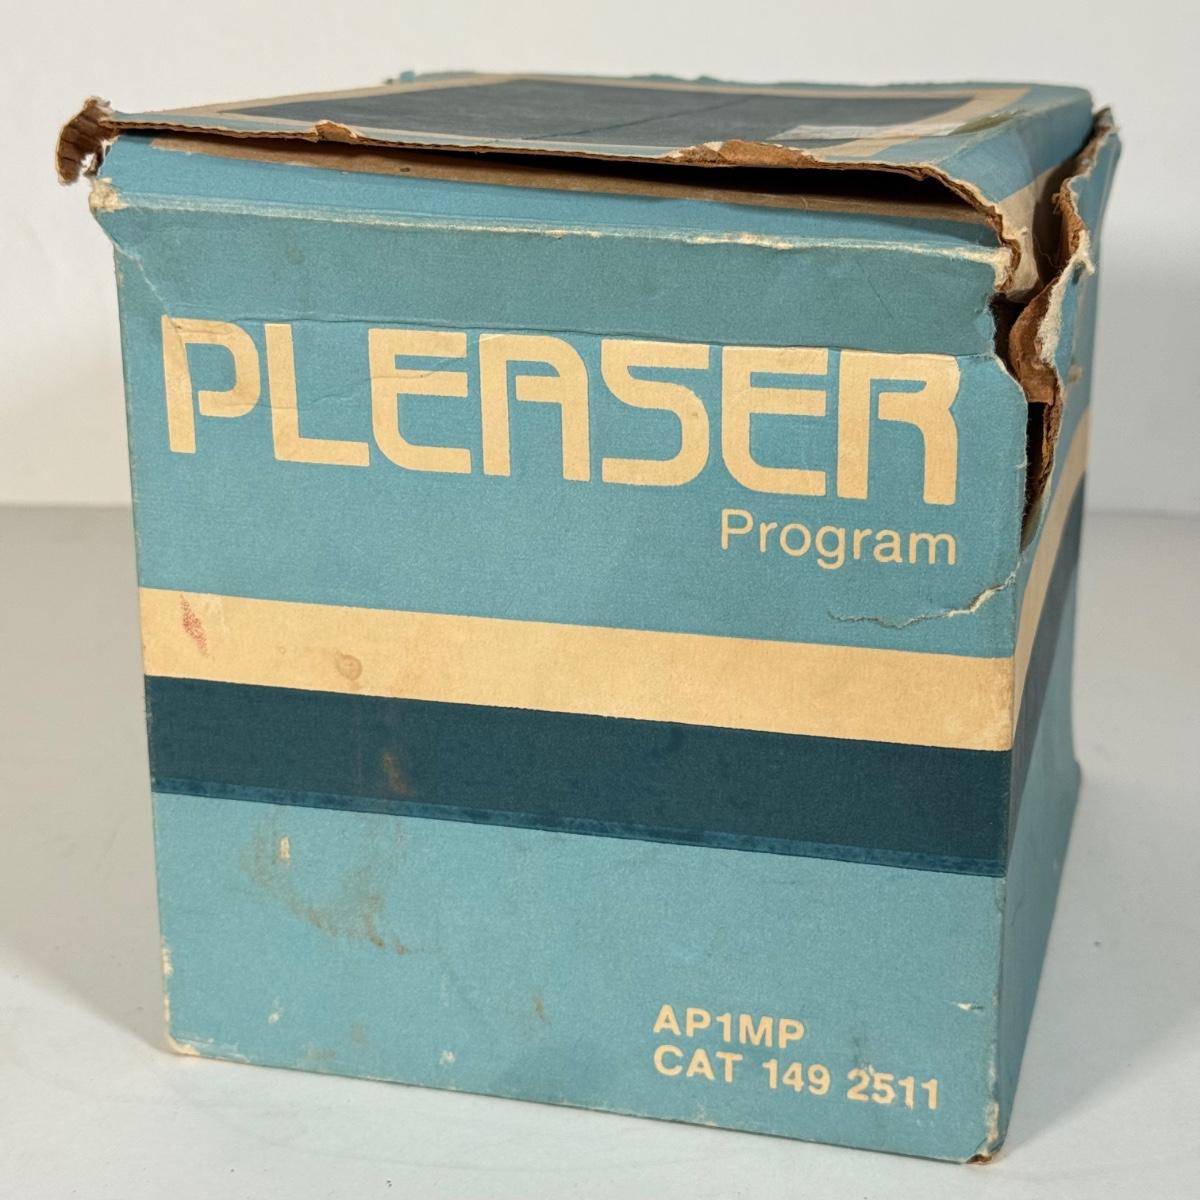 PLEASER
Program
AP1MP
CAT 149 2511